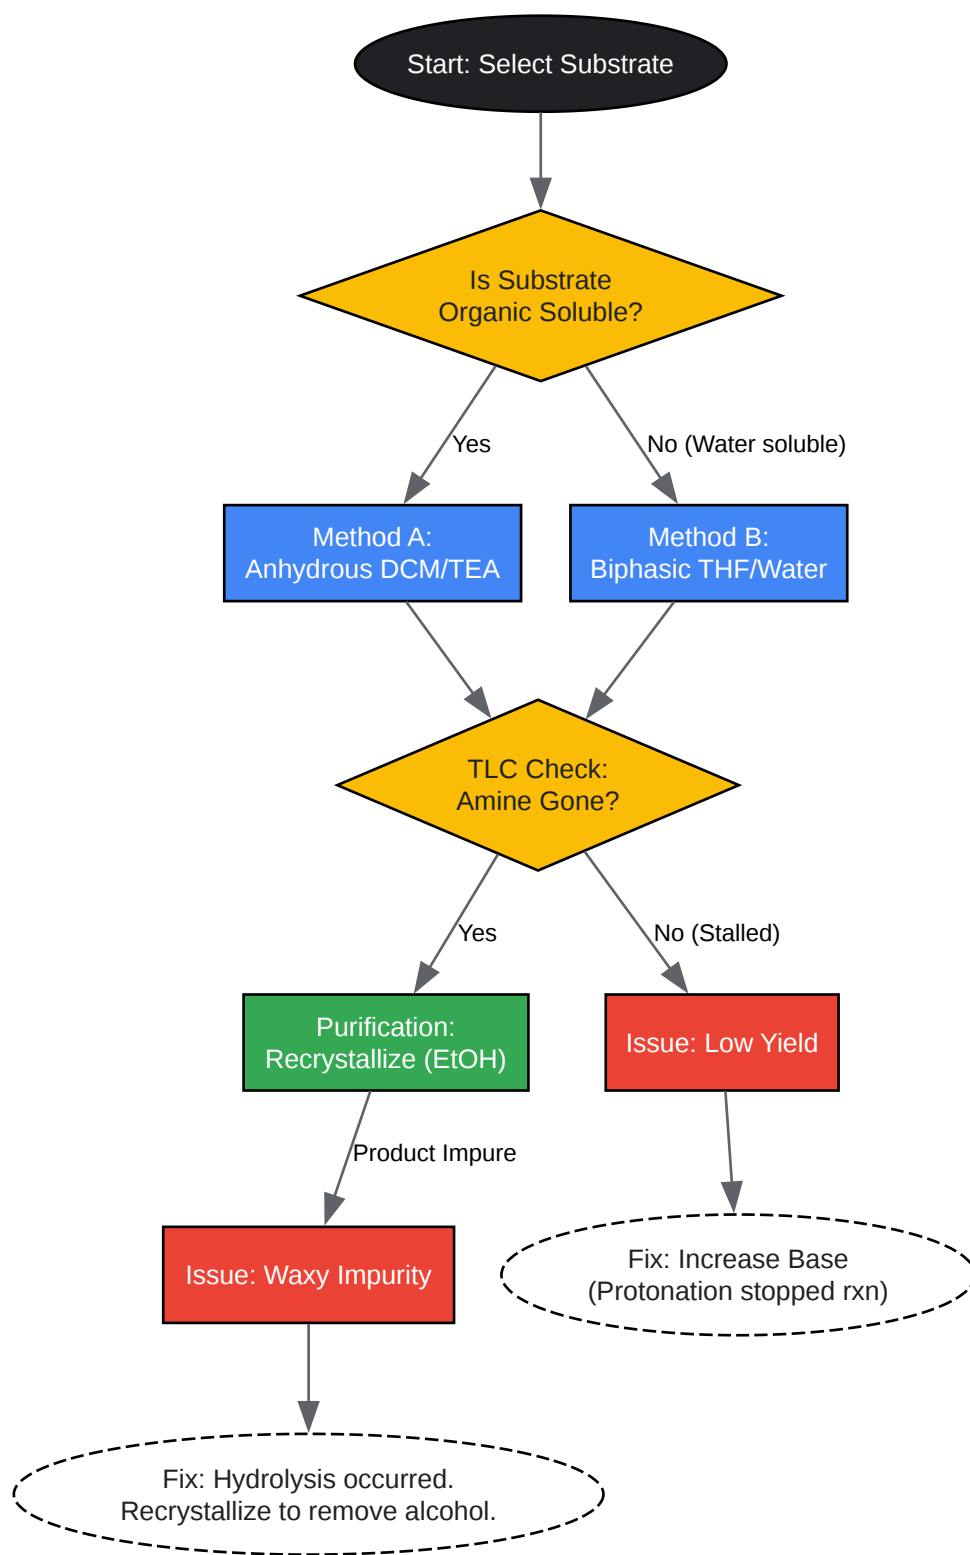 Start: Select Substrate
Is Substrate
Organic Soluble?
Yes
No (Water soluble)
Method A:
Anhydrous DCM/TEA
Method B:
Biphasic THF/Water
TLC Check:
Amine Gone?
Yes
No (Stalled)
Purification:
Recrystallize (EtOH)
Issue: Low Yield
Product Impure
Issue: Waxy Impurity
Fix: Increase Base
(Protonation stopped rxn)
Fix: Hydrolysis occurred.
Recrystallize to remove alcohol.